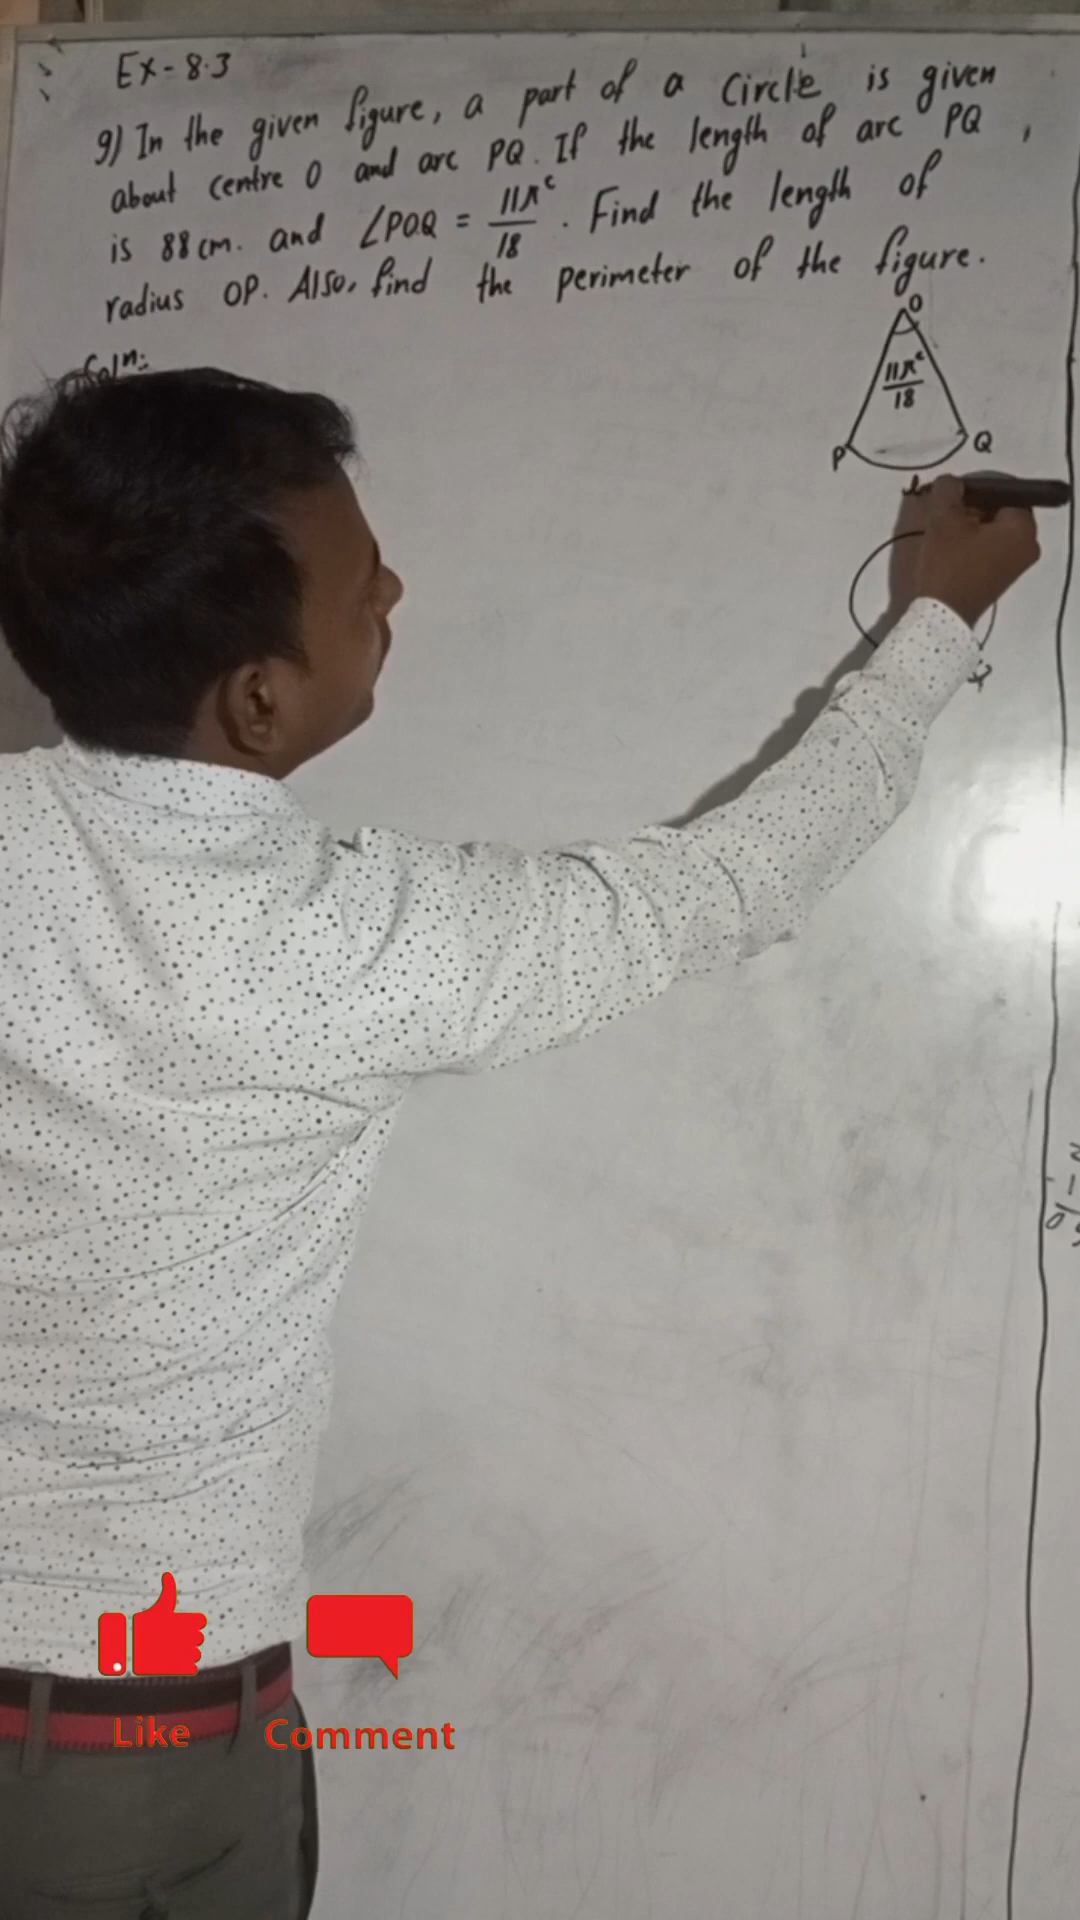 Ex - 8.3
9) In the given figure, a part of a Circle is given
about centre O and arc PQ. If the length of arc PQ,
is 88 cm. and ∠POQ = 11π^c/18. Find the length of
radius OP. Also, find the perimeter of the figure.
Soln:
O
11π^c/18
P Q
Like Comment